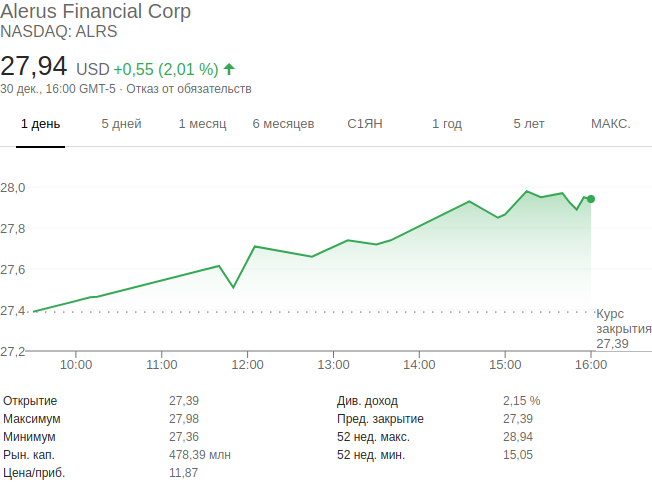 Alerus Financial Corp
NASDAQ: ALRS
27,94 USD +0,55 (2,01 %)
30 дек., 16:00 GMT-5 · Отказ от обязательств
1 день 5 дней 1 месяц 6 месяцев С1ЯН 1 год 5 лет МАКС.
28,0
27,8
27,6
27,4
Курс
закрытия
27,39
27,2
10:00 11:00 12:00 13:00 14:00 15:00 16:00
Открытие 27,39 Див. доход 2,15 %
Максимум 27,98 Пред. закрытие 27,39
Минимум 27,36 52 нед. макс. 28,94
Рын. кап. 478,39 млн 52 нед. мин. 15,05
Цена/приб. 11,87